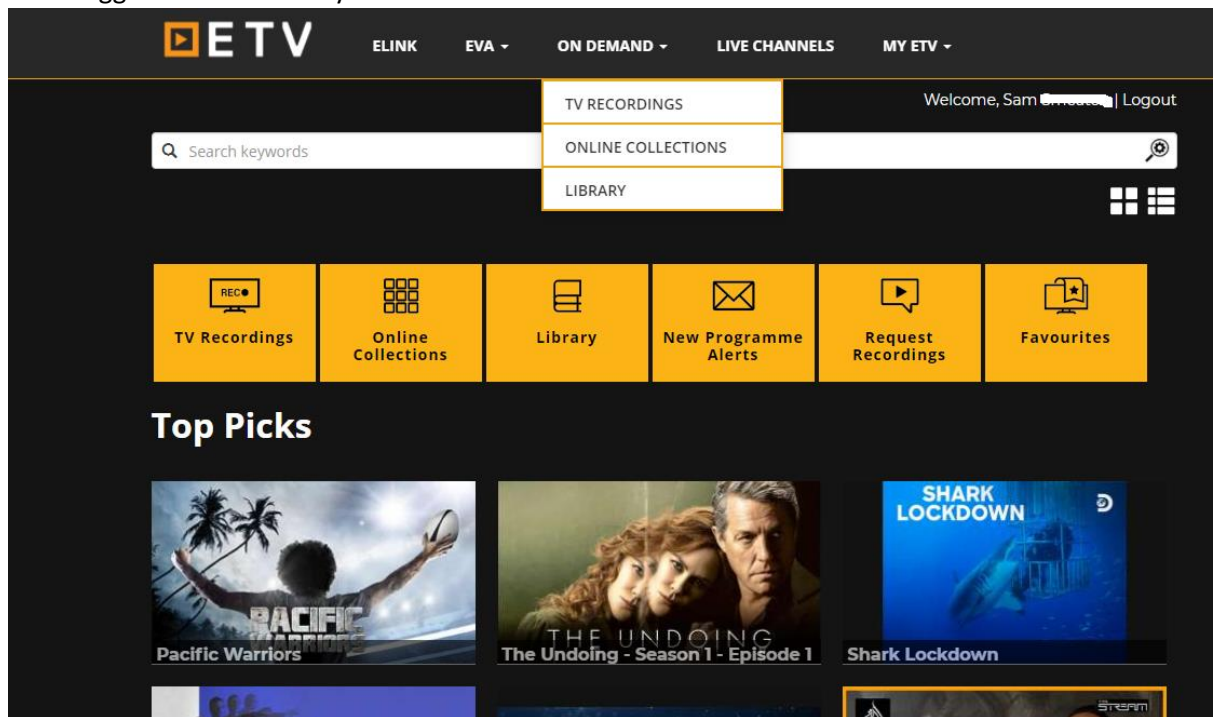 ETV
ELINK EVA ON DEMAND LIVE CHANNELS MY ETV
TV RECORDINGS
ONLINE COLLECTIONS
LIBRARY
Welcome, Sam | Logout
Search keywords
REC
TV Recordings
Online
Collections
Library
New Programme
Alerts
Request
Recordings
Favourites
Top Picks
PACIFIC
WARRIORS
Pacific Warriors
THE UNDOING
The Undoing - Season 1 - Episode 1
SHARK
LOCKDOWN
Shark Lockdown
THE
STREAM